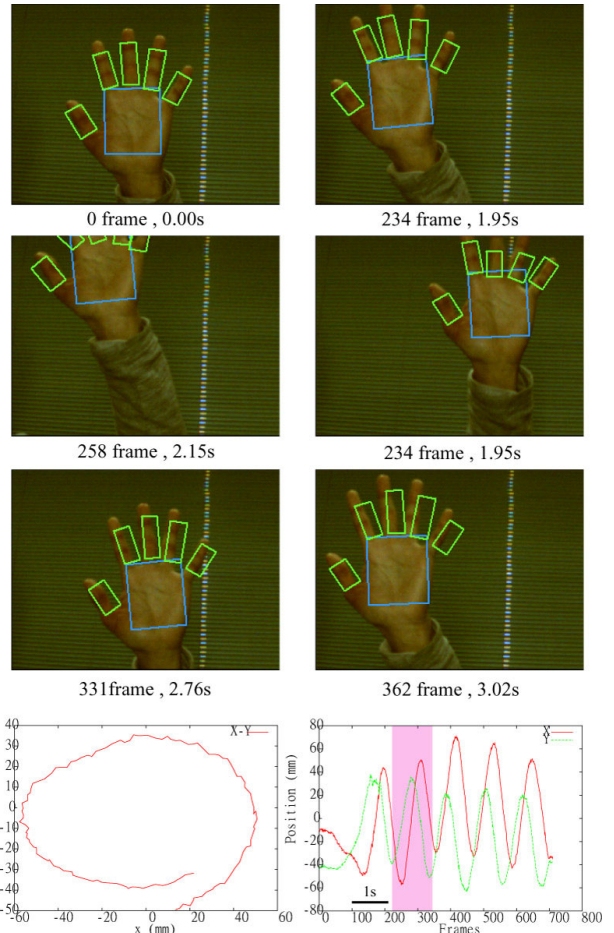 0 frame , 0.00s
234 frame , 1.95s
258 frame , 2.15s
234 frame , 1.95s
331frame , 2.76s
362 frame , 3.02s
40
30
20
10
0
-10
-20
-30
-40
-50
-60 -40 -20 0 20 40 60
x (mm)
X-Y
80
60
40
20
0
-20
-40
-60
-80
Position (mm)
X
Y
1s
0 100 200 300 400 500 600 700 800
Frames